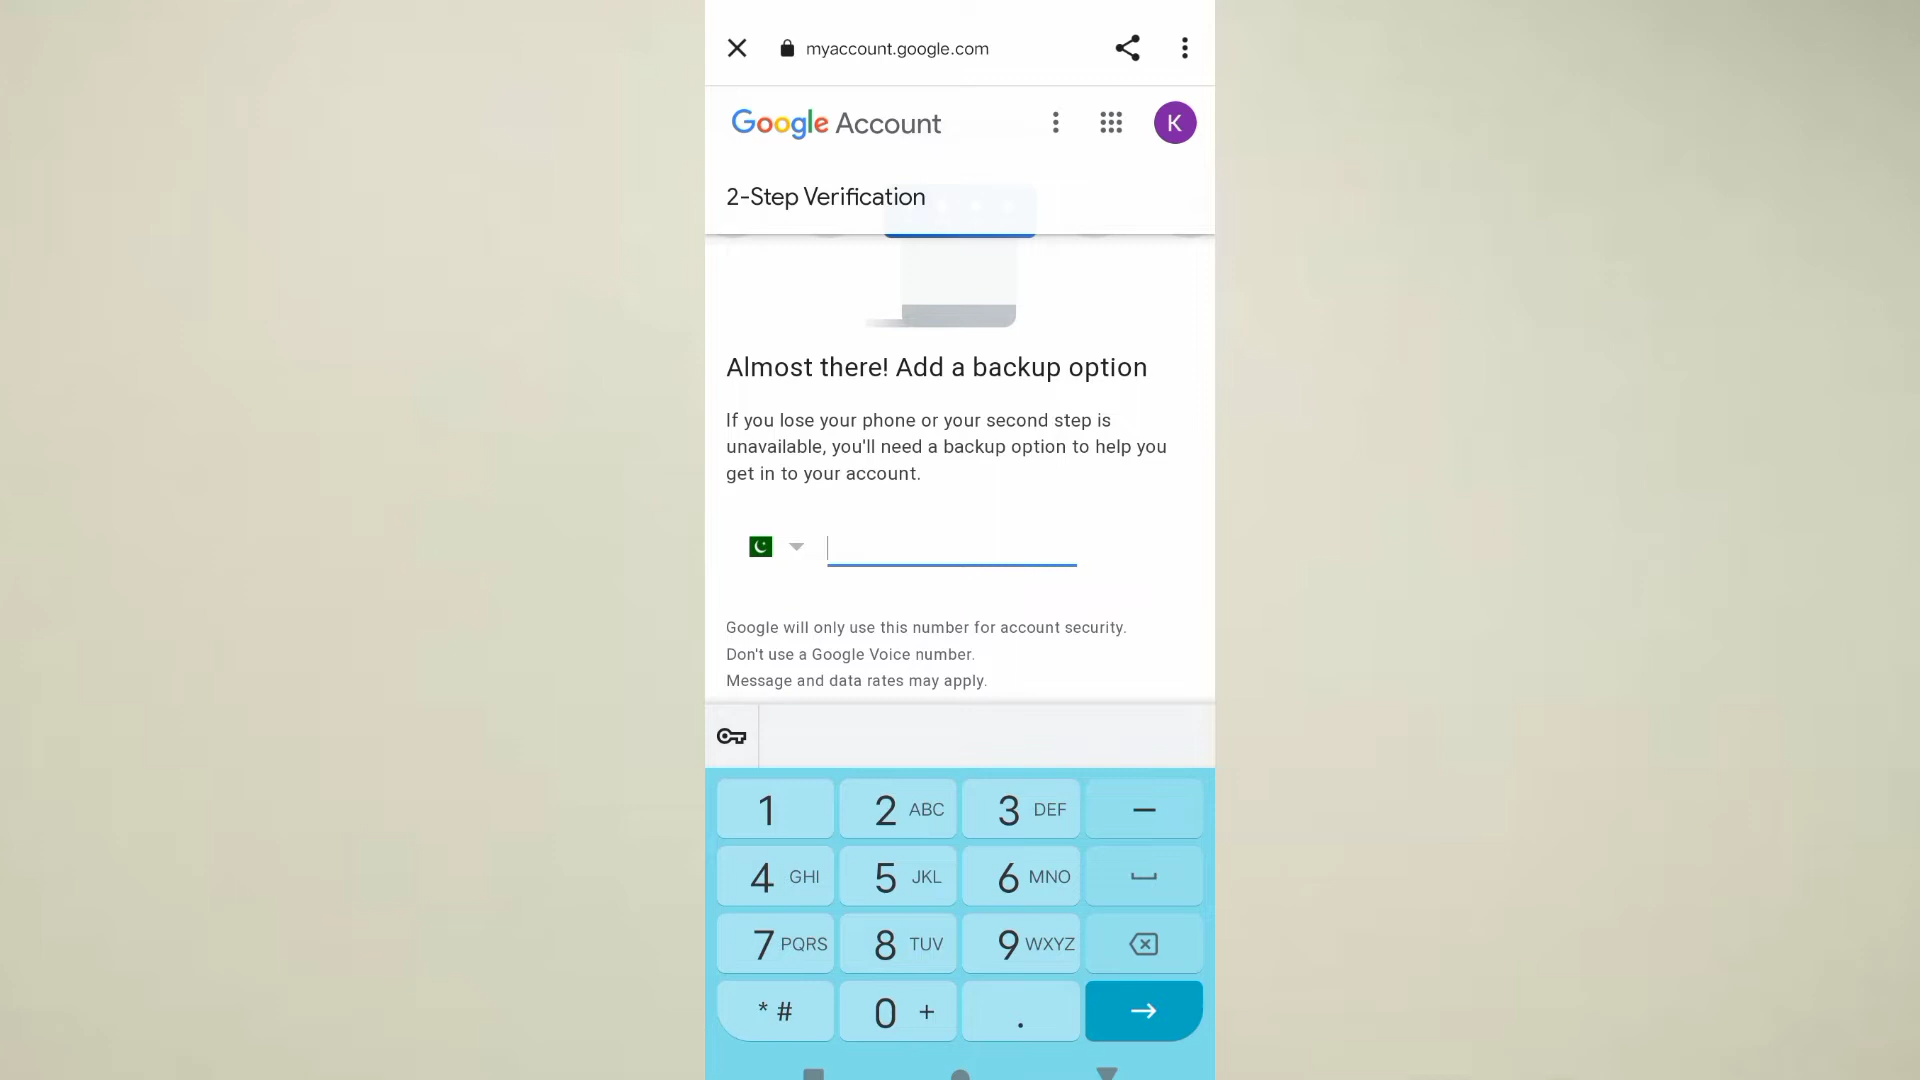 myaccount.google.com
Google Account
K
2-Step Verification
Almost there! Add a backup option
If you lose your phone or your second step is
unavailable, you'll need a backup option to help you
get in to your account.
Google will only use this number for account security.
Don't use a Google Voice number.
Message and data rates may apply.
1 2 ABC 3 DEF –
4 GHI 5 JKL 6 MNO
7 PQRS 8 TUV 9 WXYZ
* # 0 + .